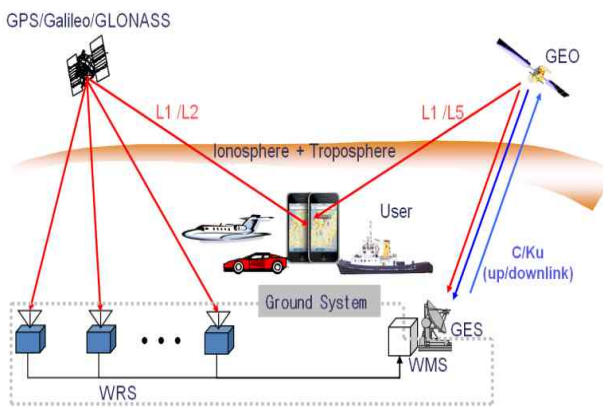 GPS/Galileo/GLONASS
GEO
L1 /L2
L1 /L5
Ionosphere + Troposphere
User
C/Ku
(up/downlink)
Ground System
GES
WMS
WRS